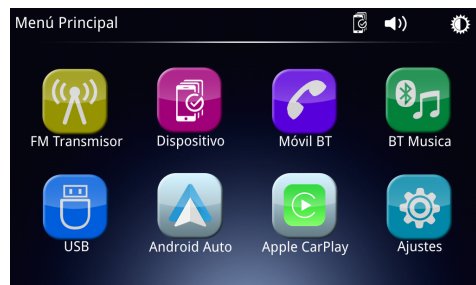 Menú Principal
FM Transmisor
Dispositivo
Móvil BT
BT Musica
USB
Android Auto
Apple CarPlay
Ajustes